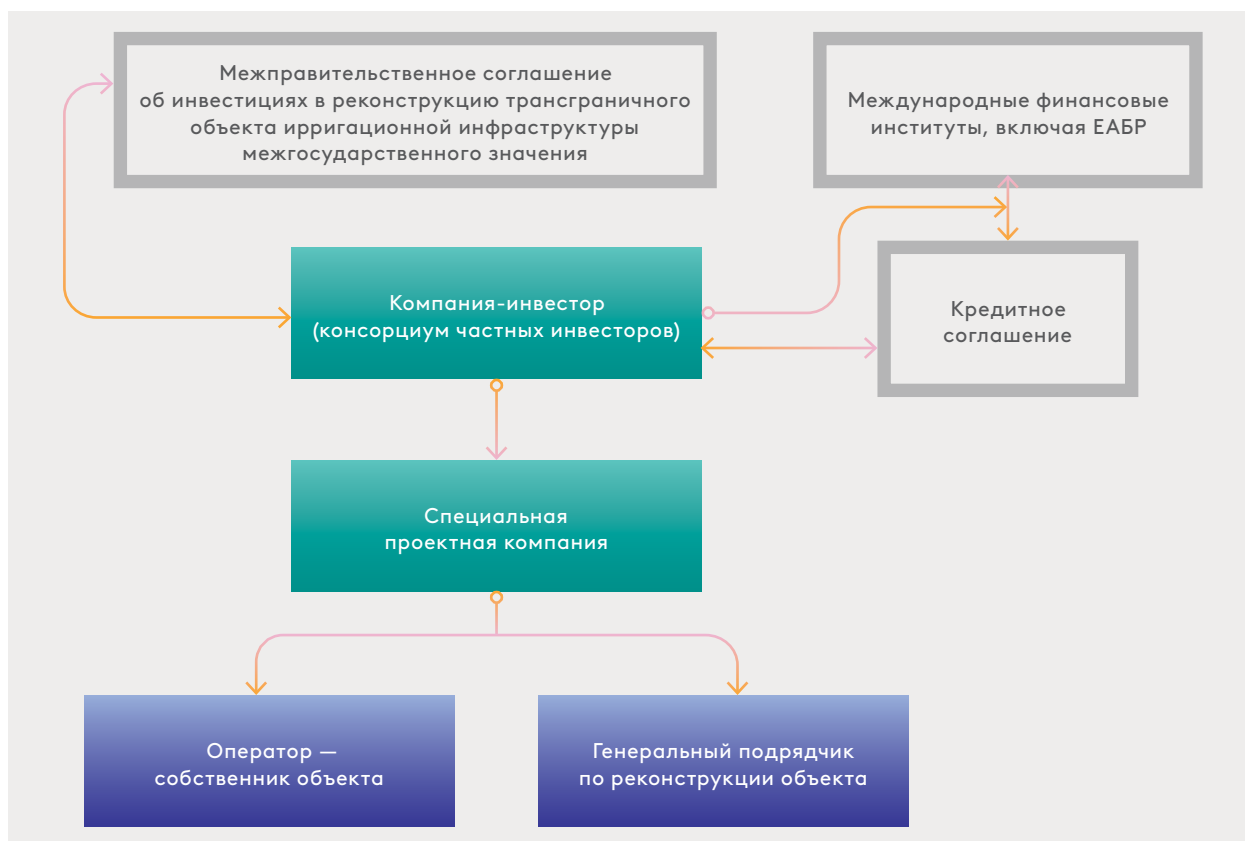 Межправительственное соглашение
об инвестициях в реконструкцию трансграничного
объекта ирригационной инфраструктуры
межгосударственного значения
Международные финансовые
институты, включая ЕАБР
Компания-инвестор
(консорциум частных инвесторов)
Кредитное
соглашение
Специальная
проектная компания
Оператор —
собственник объекта
Генеральный подрядчик
по реконструкции объекта